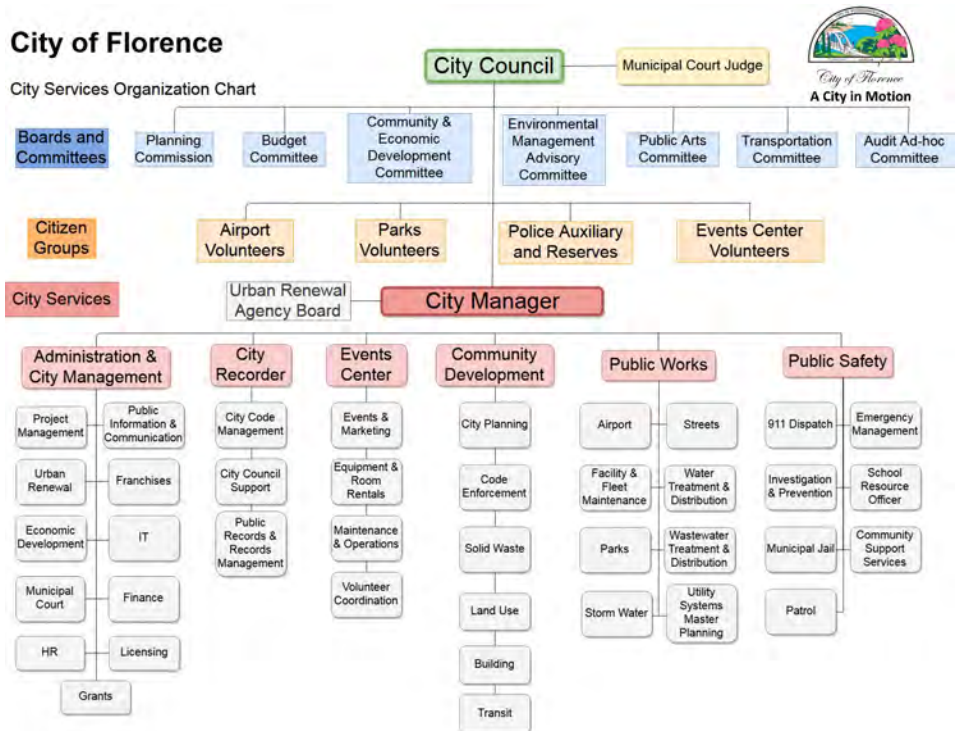 City of Florence
City Services Organization Chart
City Council
Municipal Court Judge
City of Florence
A City in Motion
Boards and
Committees
Planning
Commission
Budget
Committee
Community &
Economic
Development
Committee
Environmental
Management
Advisory
Committee
Public Arts
Committee
Transportation
Committee
Audit Ad-hoc
Committee
Citizen
Groups
Airport
Volunteers
Parks
Volunteers
Police Auxiliary
and Reserves
Events Center
Volunteers
City Services
Urban Renewal
Agency Board
City Manager
Administration &
City Management
City
Recorder
Events
Center
Community
Development
Public Works
Public Safety
Project
Management
Public
Information &
Communication
Urban
Renewal
Franchises
Economic
Development
IT
Municipal
Court
Finance
HR
Licensing
Grants
City Code
Management
City Council
Support
Public
Records &
Records
Management
Events &
Marketing
Equipment &
Room
Rentals
Maintenance
& Operations
Volunteer
Coordination
City Planning
Code
Enforcement
Solid Waste
Land Use
Building
Transit
Airport
Streets
Facility &
Fleet
Maintenance
Water
Treatment &
Distribution
Parks
Wastewater
Treatment &
Distribution
Storm Water
Utility
Systems
Master
Planning
911 Dispatch
Emergency
Management
Investigation
& Prevention
School
Resource
Officer
Municipal Jail
Community
Support
Services
Patrol